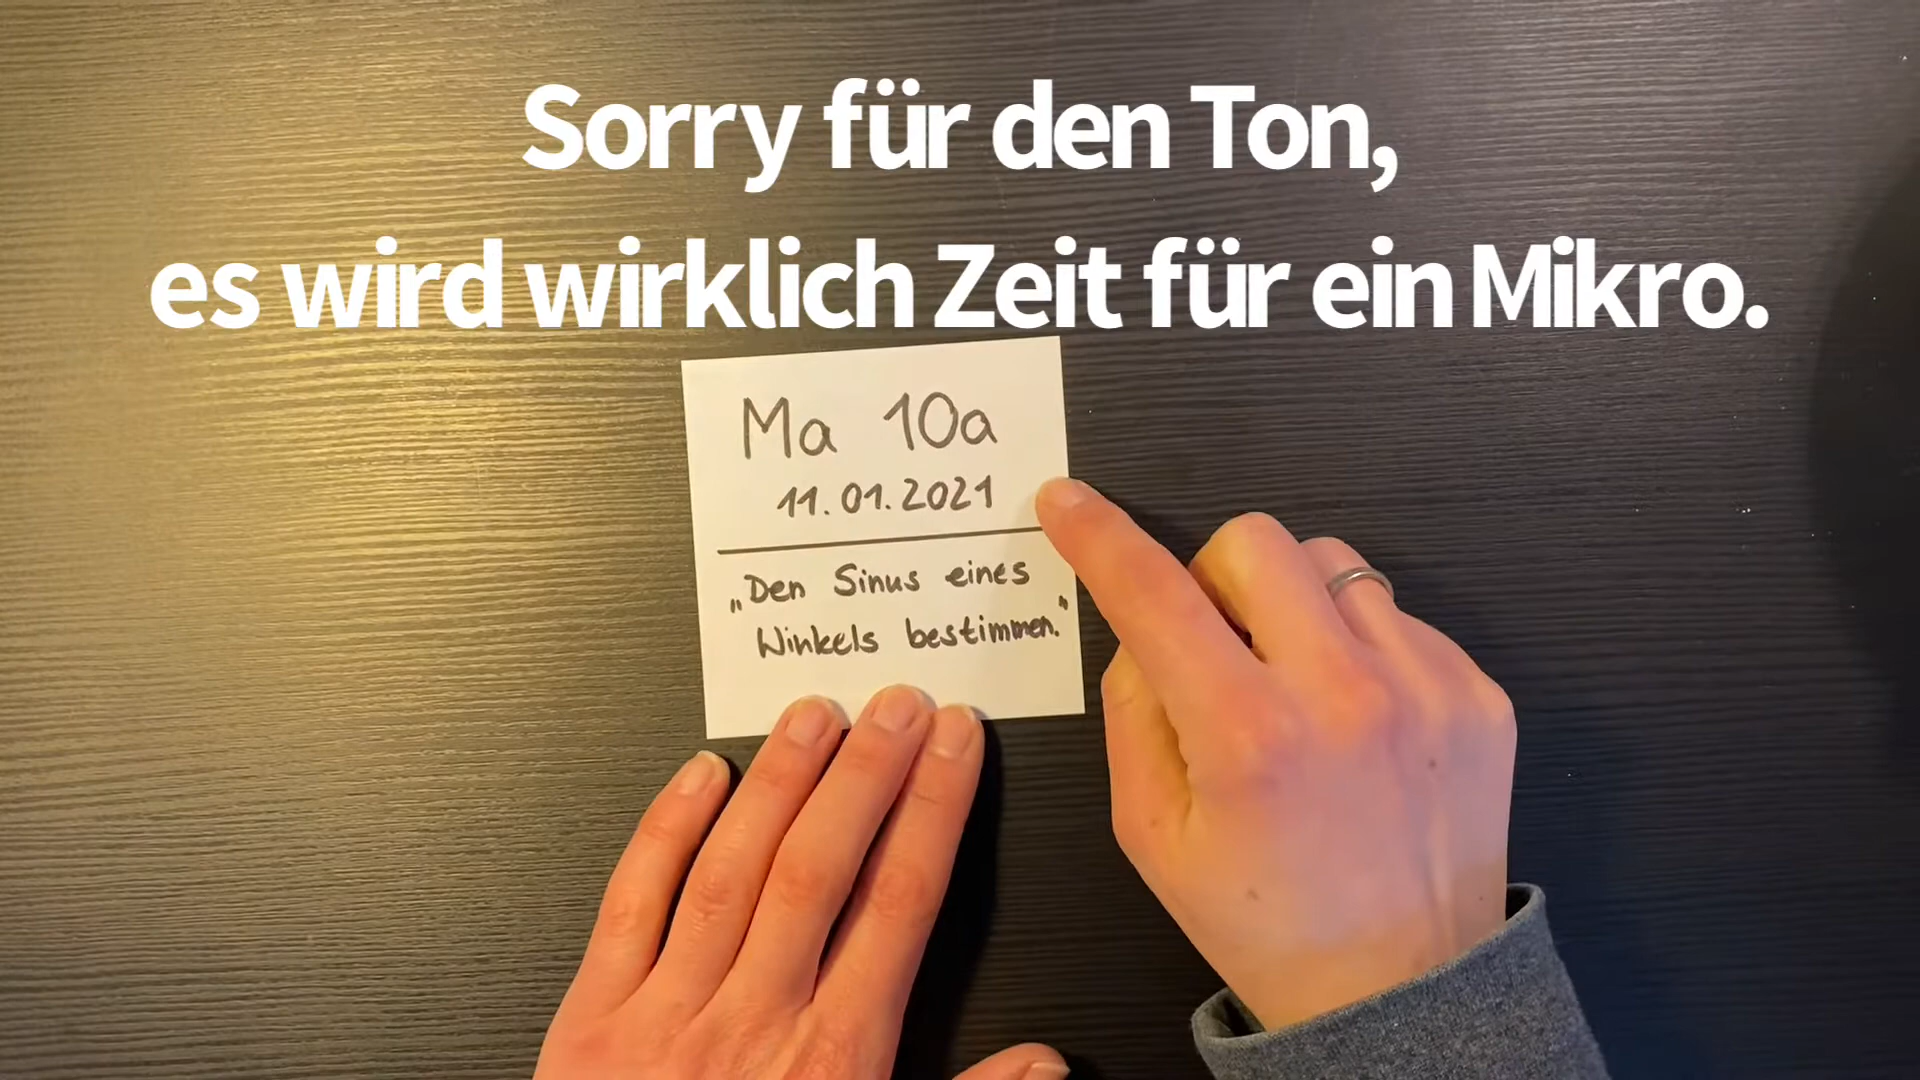 Sorry für den Ton,
es wird wirklich Zeit für ein Mikro.
Ma 10a
11.01.2021
„Den Sinus eines
Winkels bestimmen."